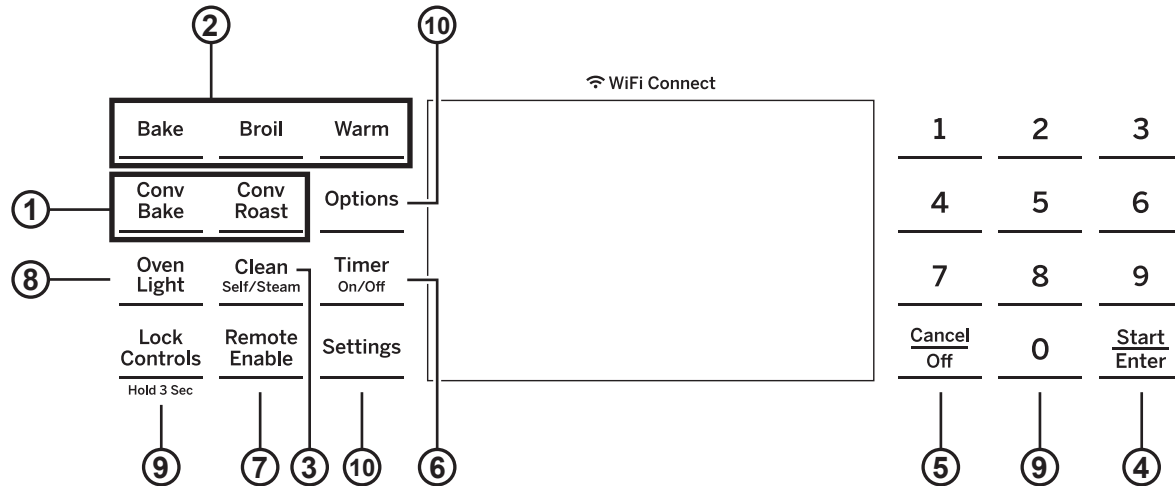 2
10
WiFi Connect
Bake Broil Warm
1 2 3
Conv
Bake
Conv
Roast
Options
1
4 5 6
Oven
Light
Clean
Self/Steam
Timer
On/Off
8
7 8 9
Lock
Controls
Hold 3 Sec
Remote
Enable
Settings
Cancel
Off
0
Start
Enter
9 7 3 10 6 5 9 4